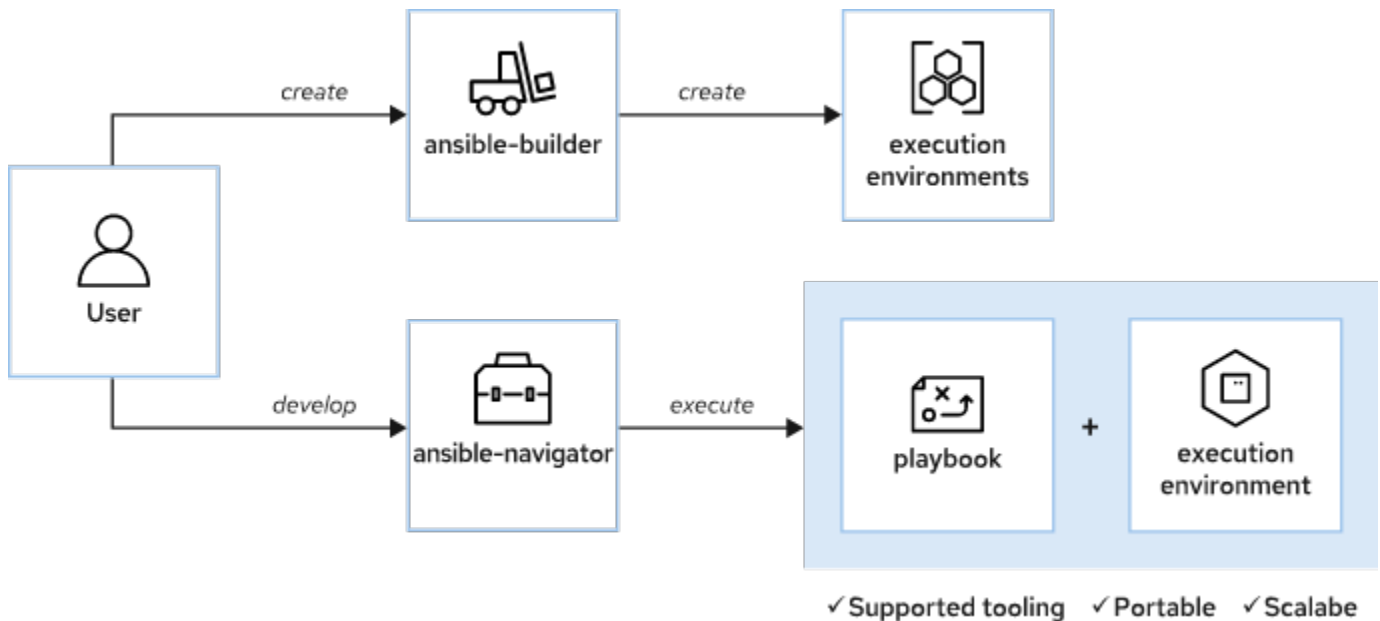 create
create
ansible-builder
execution
environments
User
develop
execute
ansible-navigator
playbook
+
execution
environment
✓Supported tooling ✓Portable ✓Scalabe